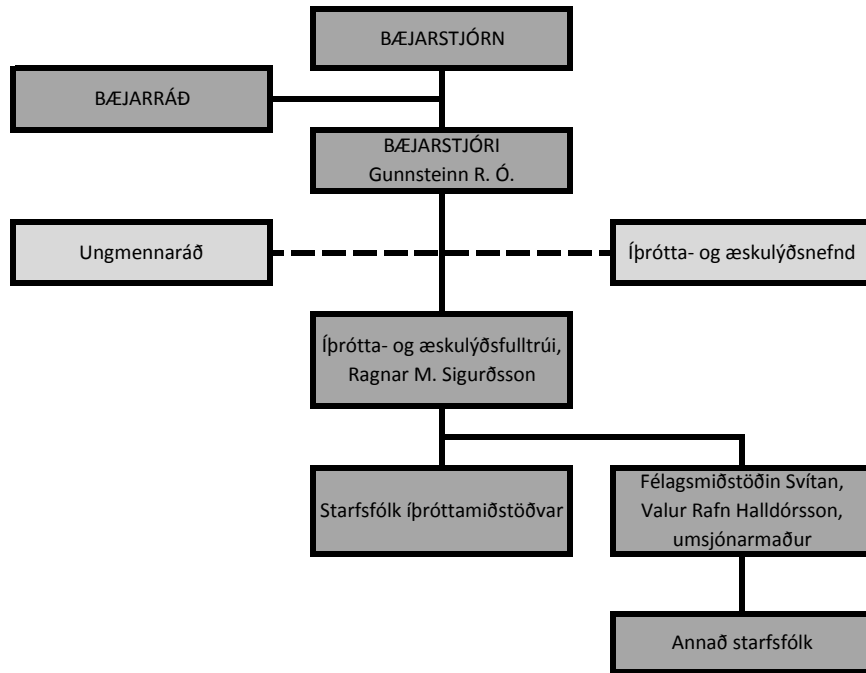 BÆJARSTJÓRN
BÆJARRÁÐ
BÆJARSTJÓRI
Gunnsteinn R. Ó.
Ungmennaráð
Íþrótta- og æskulýðsnefnd
Íþrótta- og æskulýðsfulltrúi,
Ragnar M. Sigurðsson
Starfsfólk íþróttamiðstöðvar
Félagsmiðstöðin Svítan,
Valur Rafn Halldórsson,
umsjónarmaður
Annað starfsfólk